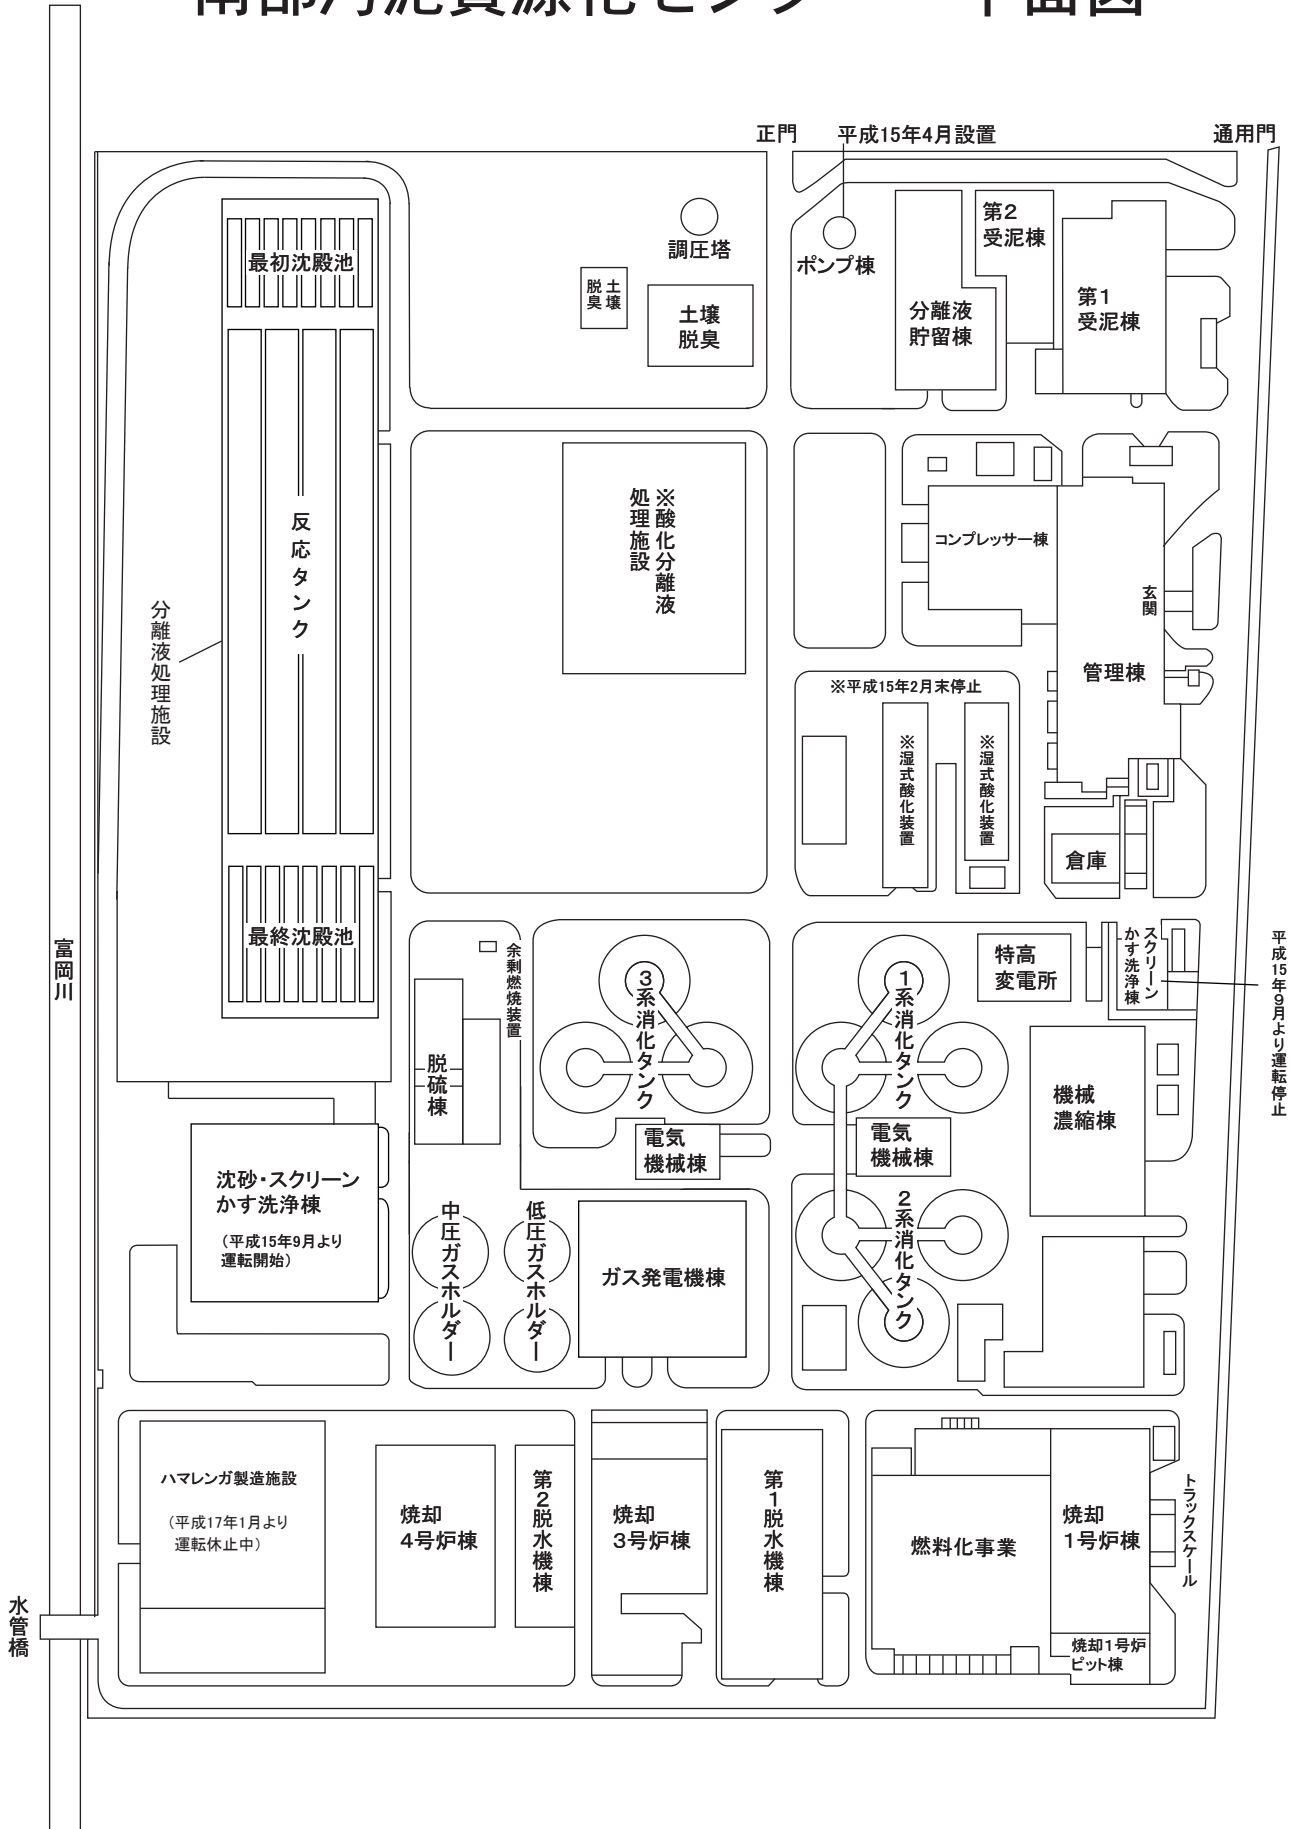 南部汚泥資源化センター 平面図
正門
平成15年4月設置
通用門
調圧塔
ポンプ棟
第2
受泥棟
第1
受泥棟
分離液
貯留棟
最初沈殿池
土壌
脱臭
土壌
脱臭
反応タンク
分離液処理施設
※酸化分離液
処理施設
コンプレッサー棟
玄関
管理棟
※平成15年2月末停止
※湿式酸化装置
※湿式酸化装置
倉庫
最終沈殿池
富岡川
余剰燃焼装置
3系消化タンク
1系消化タンク
特高
変電所
スクリーン
かす洗浄棟
平成15年9月より運転停止
脱硫棟
機械
濃縮棟
電気
機械棟
電気
機械棟
沈砂・スクリーン
かす洗浄棟
(平成15年9月より
運転開始)
中圧ガスホルダー
低圧ガスホルダー
ガス発電機棟
2系消化タンク
ハマレンガ製造施設
(平成17年1月より
運転休止中)
焼却
4号炉棟
第2脱水機棟
焼却
3号炉棟
第1脱水機棟
燃料化事業
焼却
1号炉棟
トラックスケール
焼却1号炉
ピット棟
水管橋